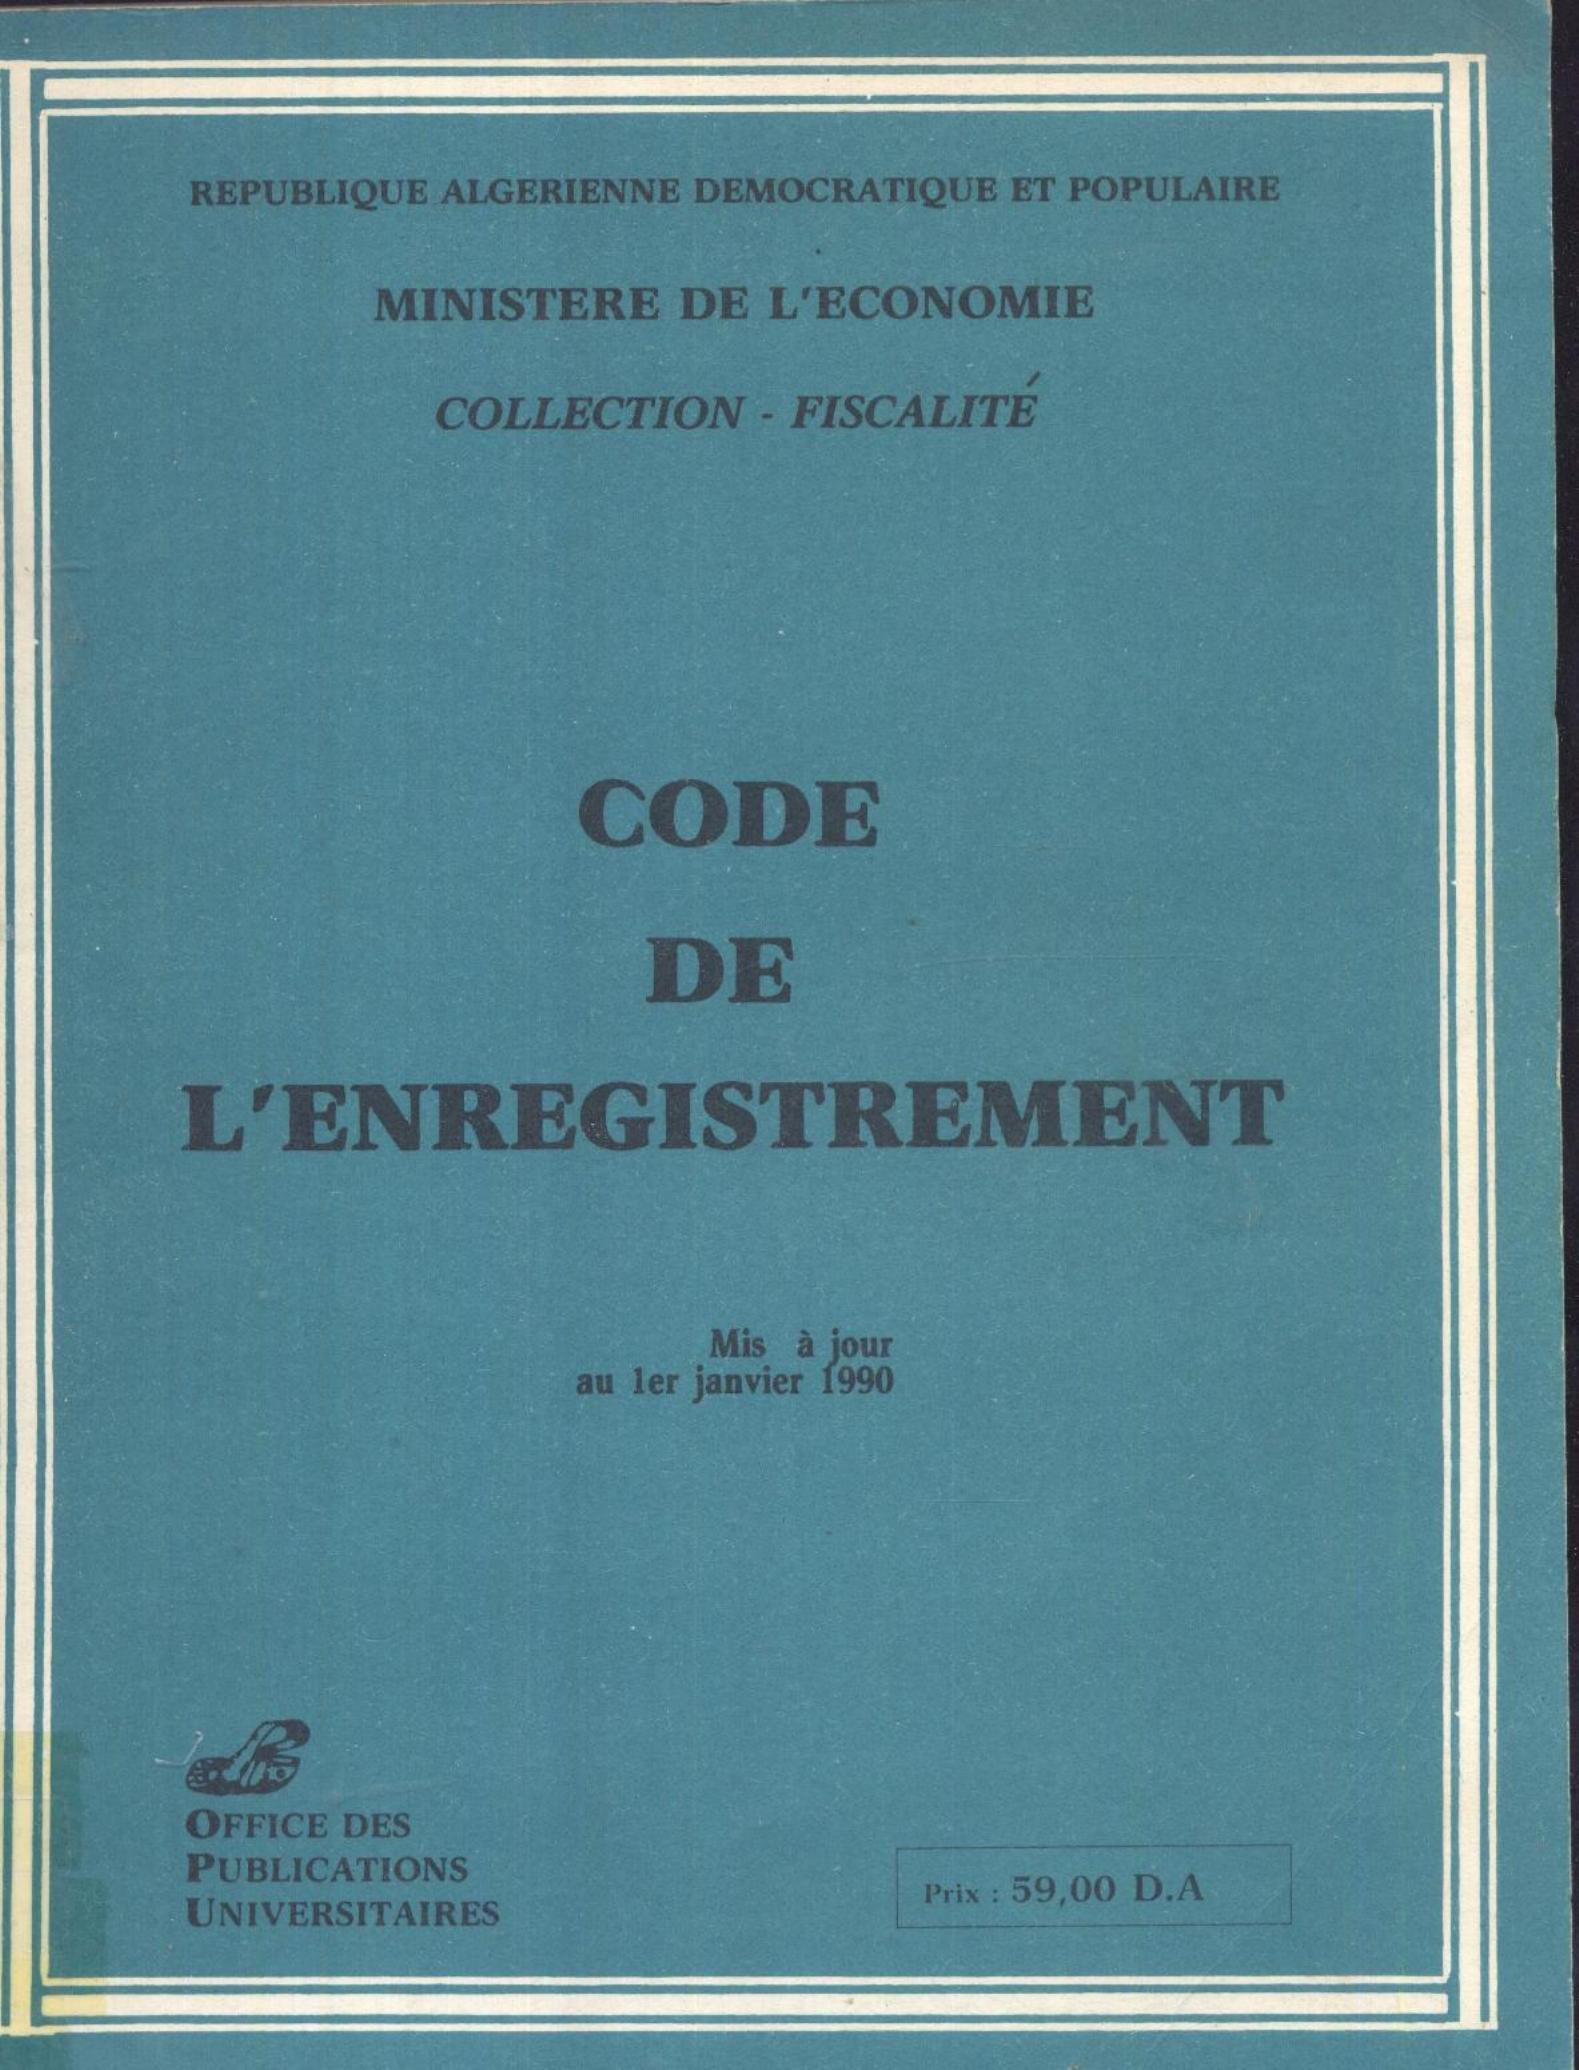 REPUBLIQUE ALGERIENNE DEMOCRATIQUE ET POPULAIRE
MINISTERE DE L'ECONOMIE
COLLECTION - FISCALITÉ
CODE
DE
L'ENREGISTREMENT
Mis à jour
au 1er janvier 1990
OFFICE DES
PUBLICATIONS
UNIVERSITAIRES
Prix : 59,00 D.A